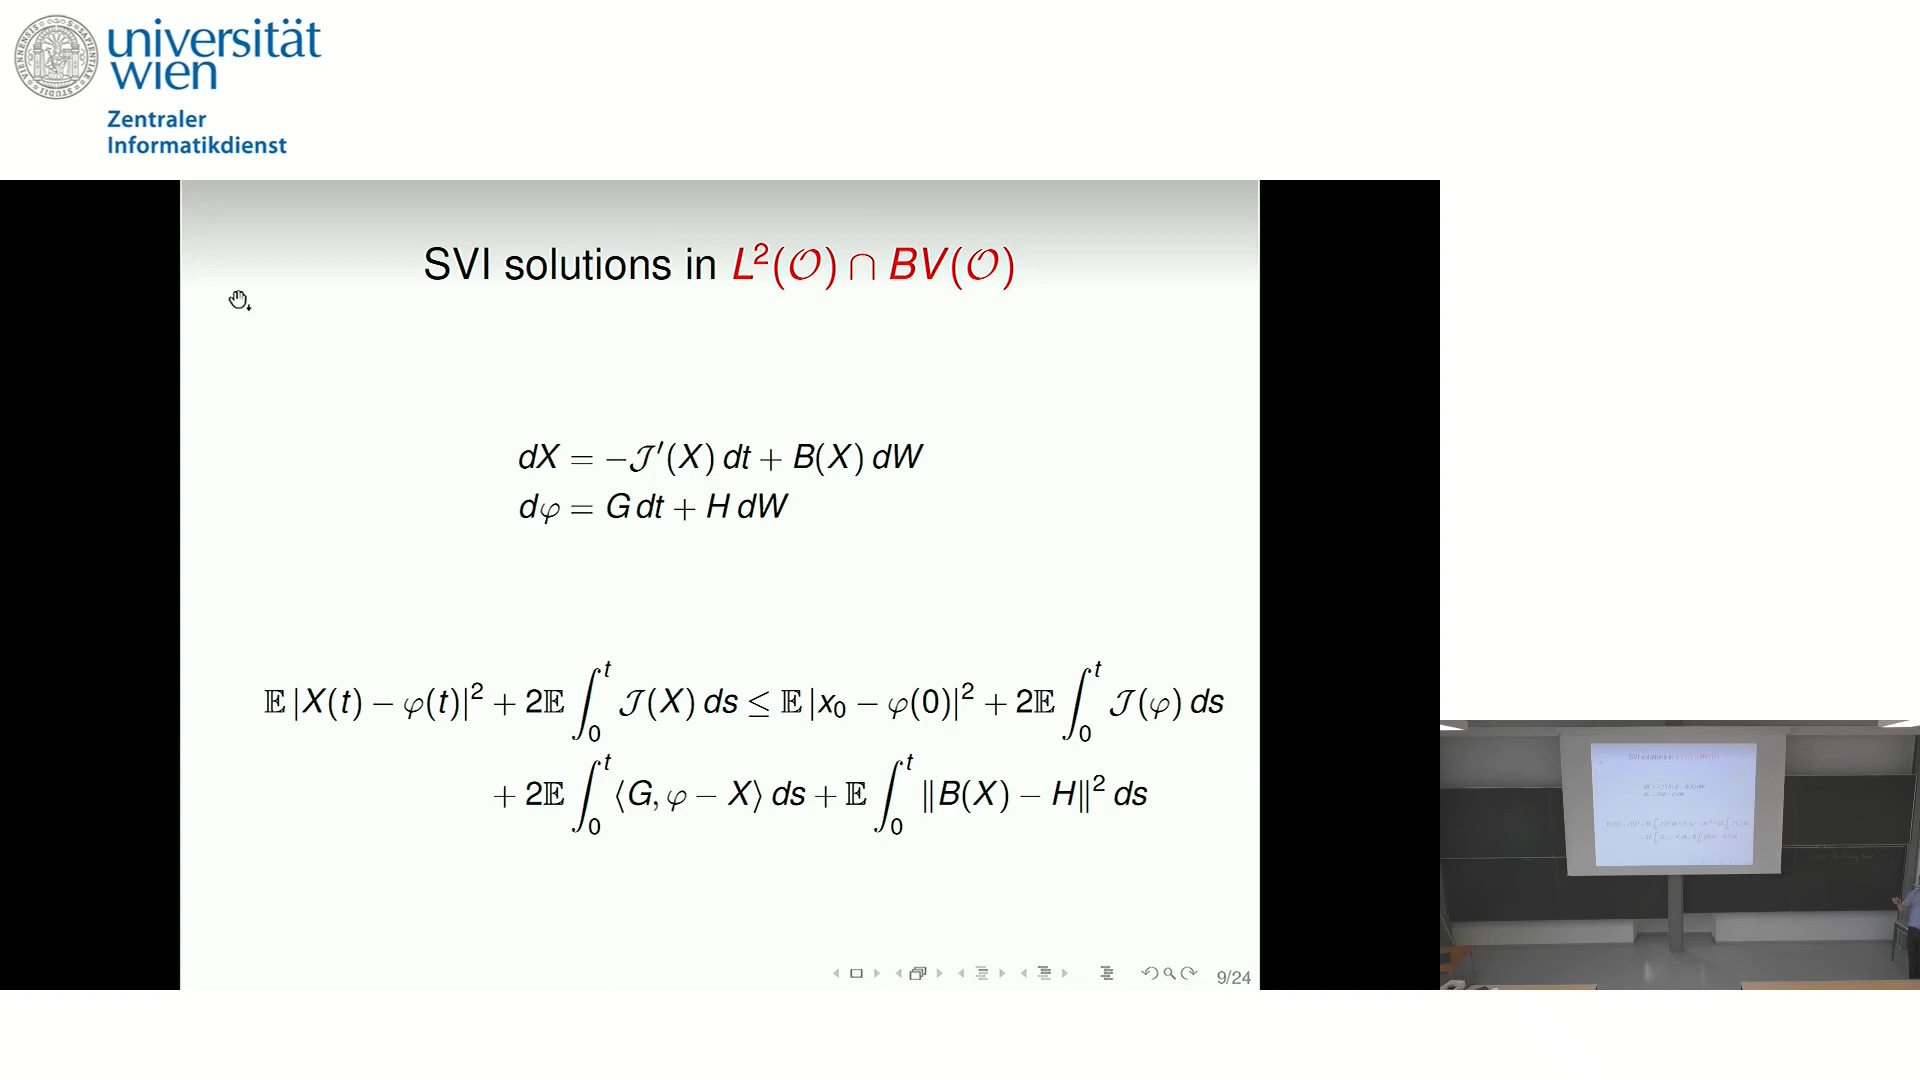 universität
wien
Zentraler
Informatikdienst
SVI solutions in L²(𝒪) ∩ BV(𝒪)
dX = −𝒥′(X) dt + B(X) dW
dφ = G dt + H dW
𝔼 |X(t) − φ(t)|² + 2𝔼 ∫₀ᵗ 𝒥(X) ds ≤ 𝔼 |x₀ − φ(0)|² + 2𝔼 ∫₀ᵗ 𝒥(φ) ds
+ 2𝔼 ∫₀ᵗ ⟨G, φ − X⟩ ds + 𝔼 ∫₀ᵗ ‖B(X) − H‖² ds
9/24